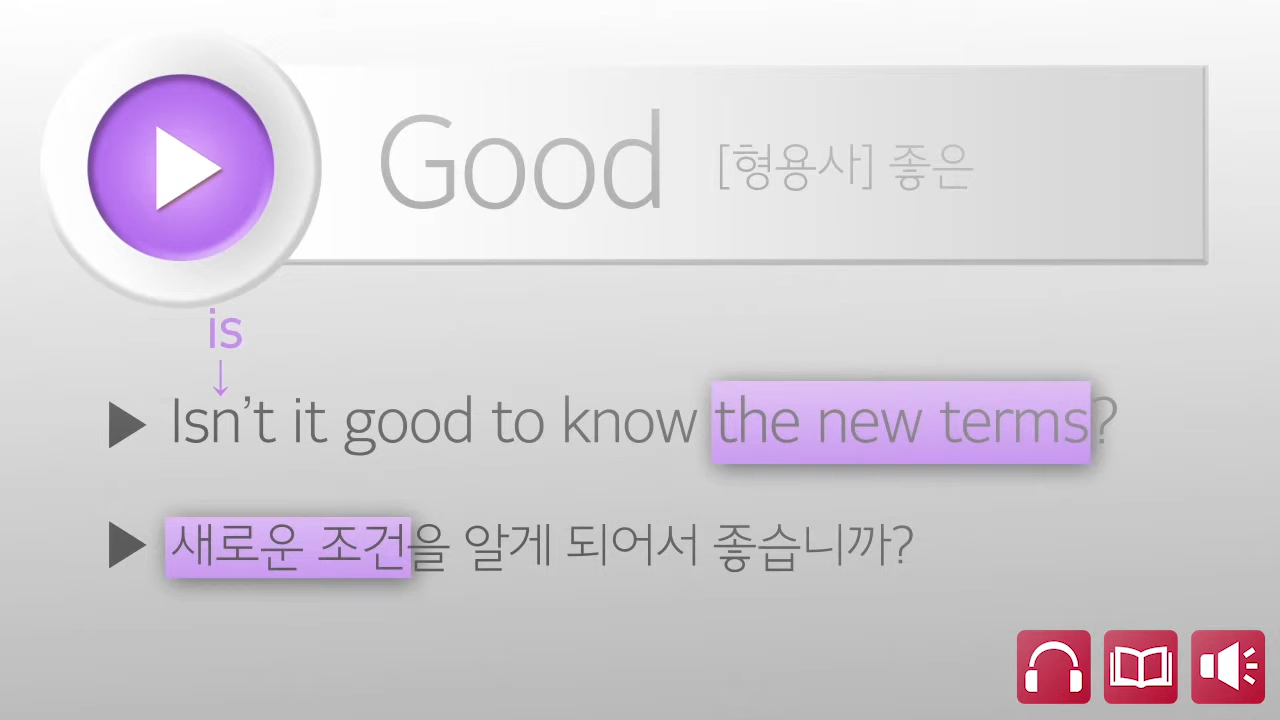 Good [형용사] 좋은
is
↓
Isn’t it good to know the new terms?
새로운 조건을 알게 되어서 좋습니까?